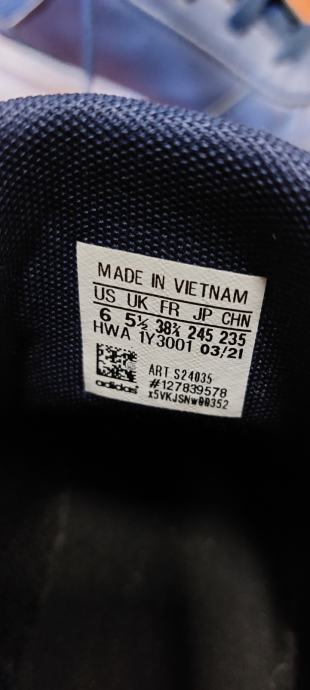 MADE IN VIETNAM
US UK FR JP CHN
6 5½ 38⅔ 245 235
HWA 1Y3001 03/21
ART S24035
#127839578
x5VKJSNw00352
adidas